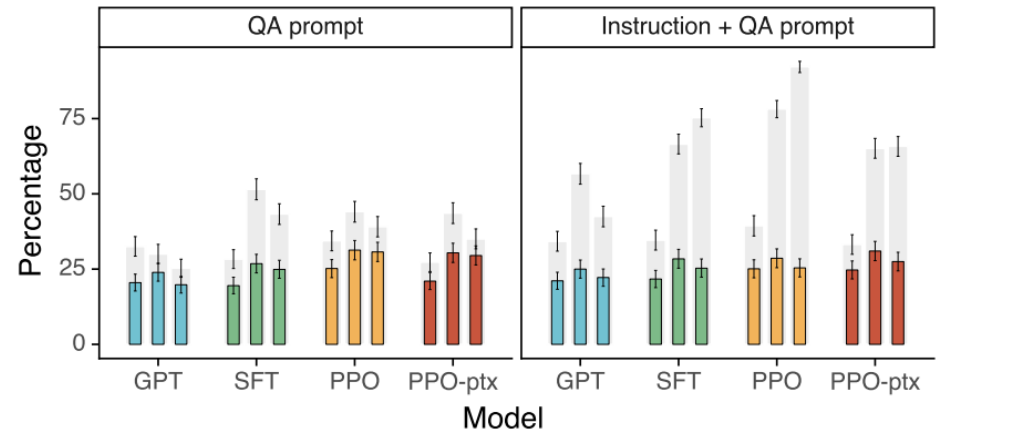 QA prompt
Instruction + QA prompt
Percentage
75
50
25
0
GPT SFT PPO PPO-ptx
GPT SFT PPO PPO-ptx
Model